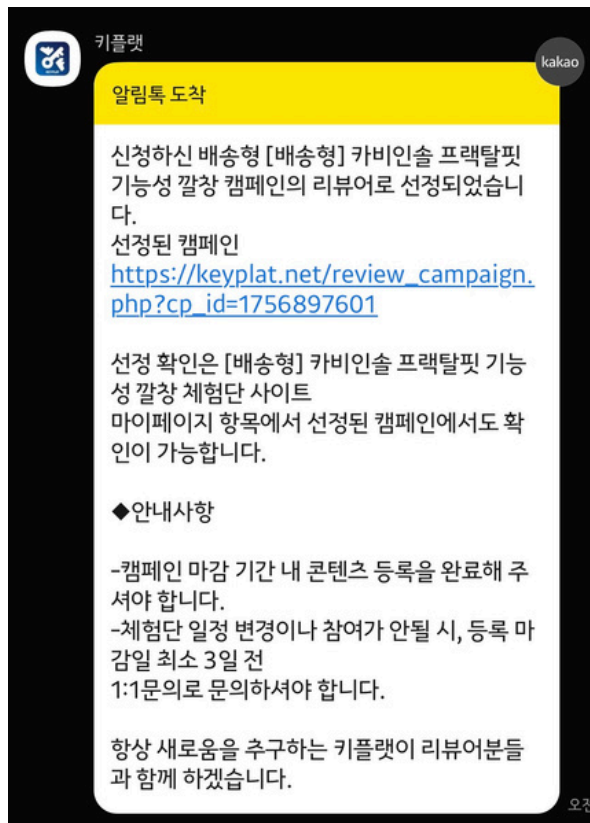 키플랫
kakao
알림톡 도착
신청하신 배송형 [배송형] 카비인솔 프랙탈핏
기능성 깔창 캠페인의 리뷰어로 선정되었습니
다.
선정된 캠페인
https://keyplat.net/review_campaign.
php?cp_id=1756897601
선정 확인은 [배송형] 카비인솔 프랙탈핏 기능
성 깔창 체험단 사이트
마이페이지 항목에서 선정된 캠페인에서도 확
인이 가능합니다.
◆안내사항
-캠페인 마감 기간 내 콘텐츠 등록을 완료해 주
셔야 합니다.
-체험단 일정 변경이나 참여가 안될 시, 등록 마
감일 최소 3일 전
1:1문의로 문의하셔야 합니다.
항상 새로움을 추구하는 키플랫이 리뷰어분들
과 함께 하겠습니다.